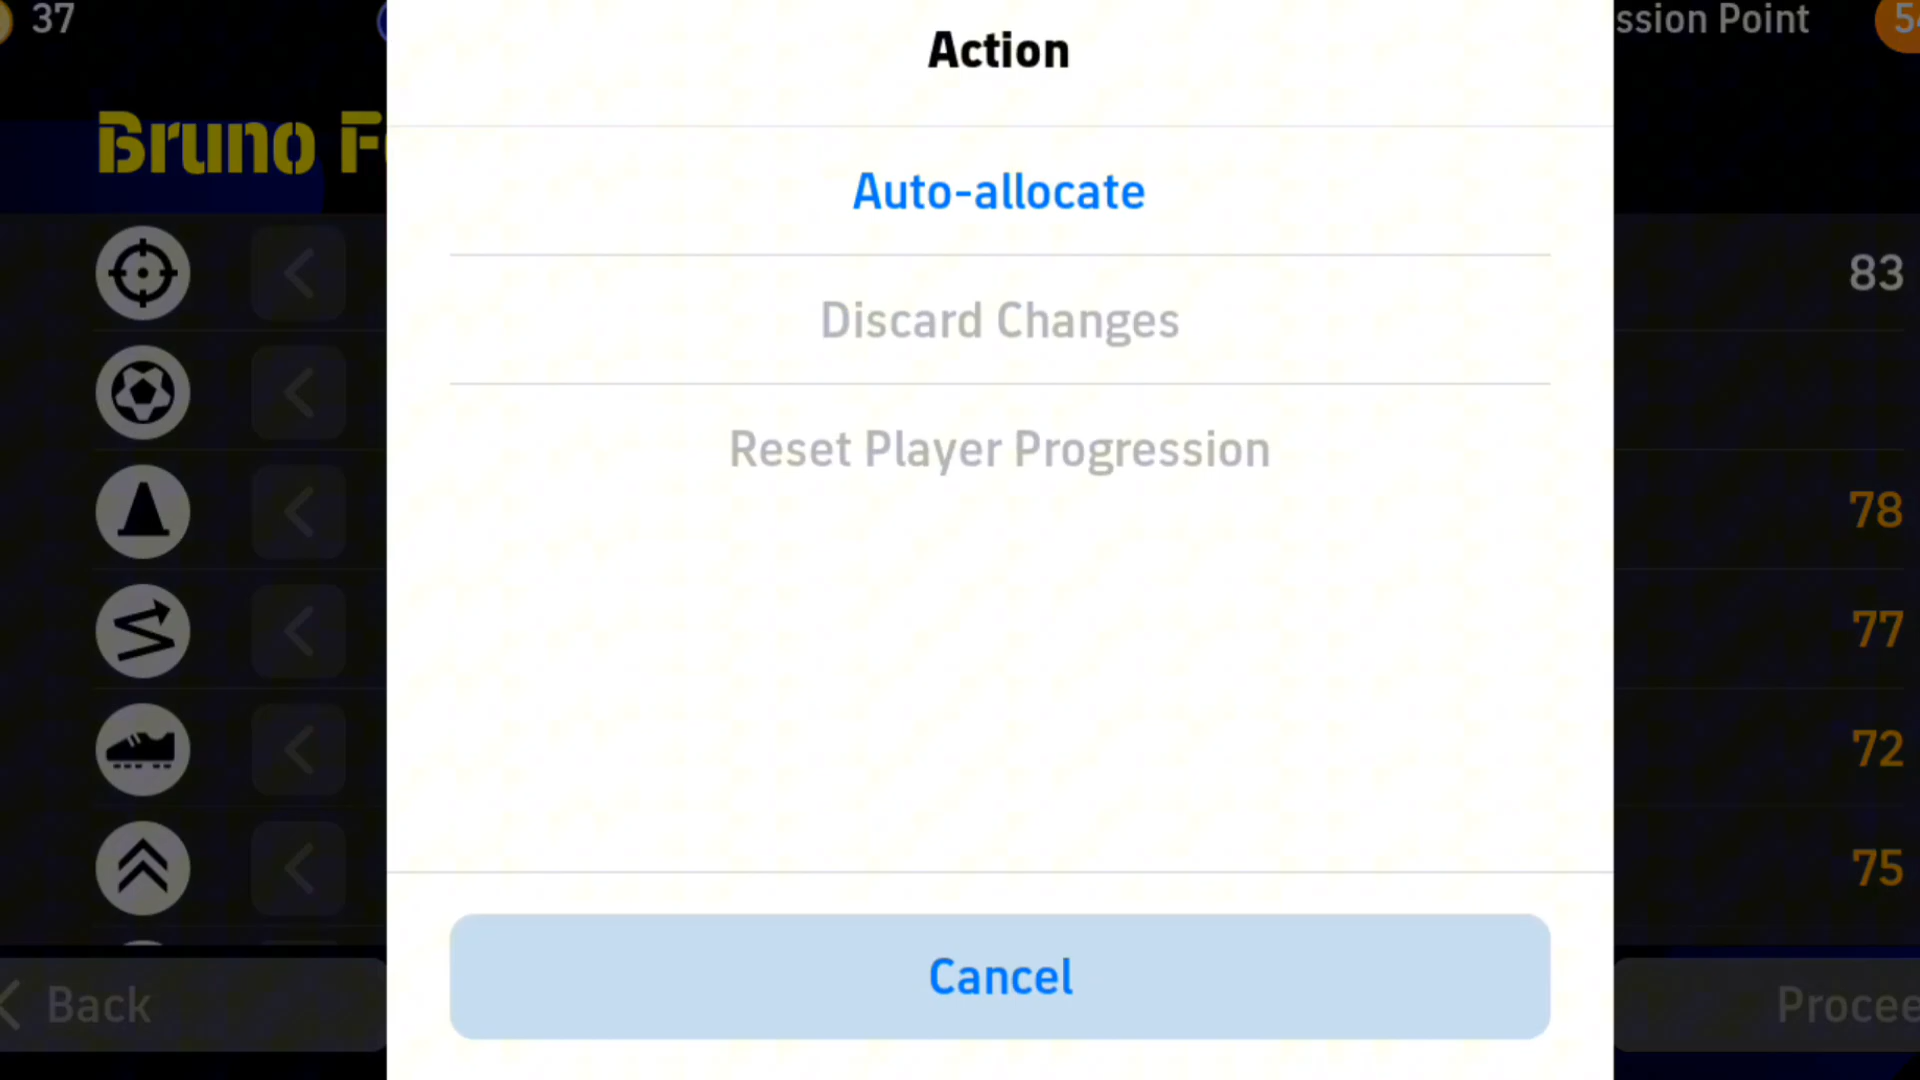 37
Action
ssion Point
Bruno F
Auto-allocate
Discard Changes
Reset Player Progression
83
78
77
72
75
Cancel
Back
Procee